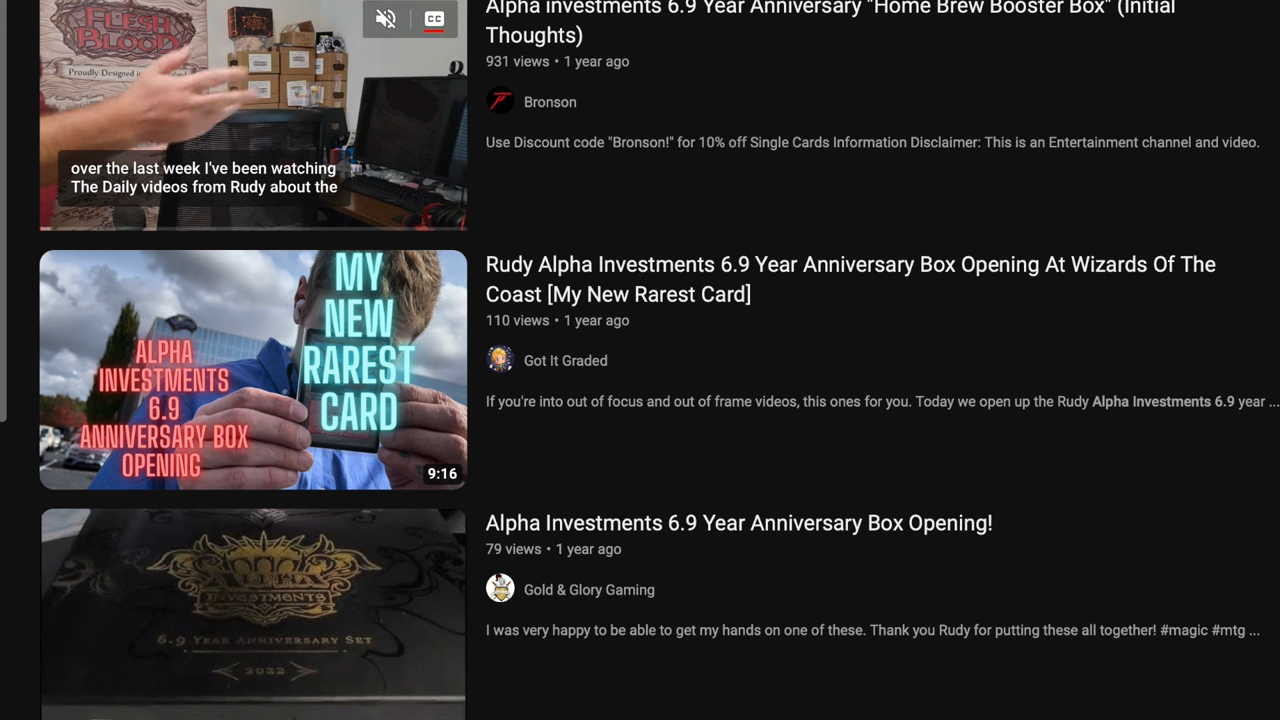 FLESH
BLOOD
Proudly Designed in
CC
over the last week I've been watching
The Daily videos from Rudy about the
Alpha investments 6.9 Year Anniversary "Home Brew Booster Box" (Initial
Thoughts)
931 views • 1 year ago
Bronson
Use Discount code "Bronson!" for 10% off Single Cards Information Disclaimer: This is an Entertainment channel and video.
ALPHA
INVESTMENTS
6.9
ANNIVERSARY BOX
OPENING
MY
NEW
RAREST
CARD
9:16
Rudy Alpha Investments 6.9 Year Anniversary Box Opening At Wizards Of The
Coast [My New Rarest Card]
110 views • 1 year ago
Got It Graded
If you're into out of focus and out of frame videos, this ones for you. Today we open up the Rudy Alpha Investments 6.9 year ...
ALPHA
INVESTMENTS
6.9 YEAR ANNIVERSARY SET
2022
Alpha Investments 6.9 Year Anniversary Box Opening!
79 views • 1 year ago
Gold & Glory Gaming
I was very happy to be able to get my hands on one of these. Thank you Rudy for putting these all together! #magic #mtg ...